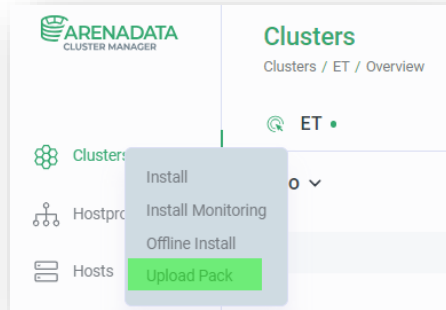 ARENADATA
CLUSTER MANAGER
Clusters
Clusters / ET / Overview
ET
Clusters
Install
Install Monitoring
Offline Install
Upload Pack
Hosts